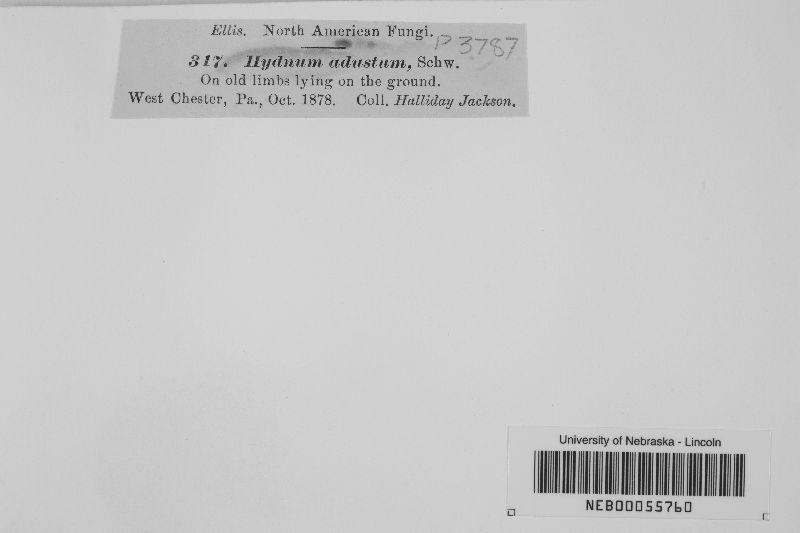 Ellis. North American Fungi.
P 3787
317. Hydnum adustum, Schw.
On old limbs lying on the ground.
West Chester, Pa., Oct. 1878. Coll. Halliday Jackson.
University of Nebraska - Lincoln
NEB00055760